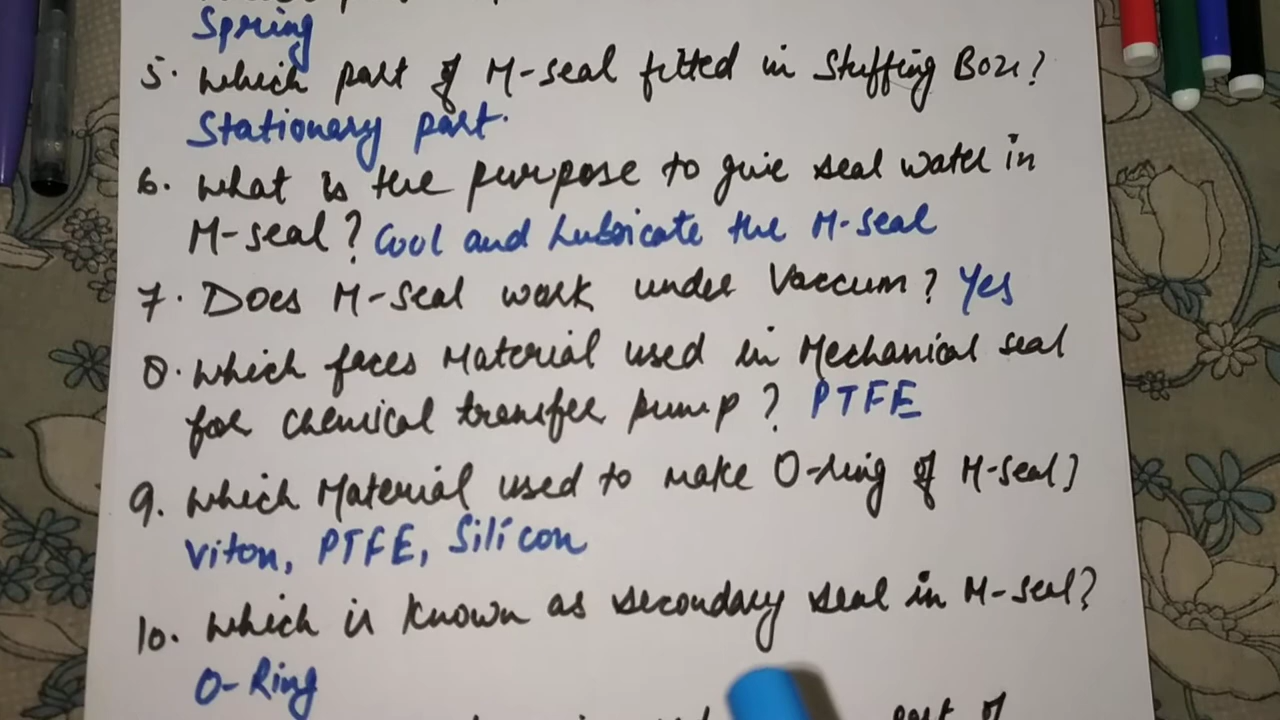 Spring
5. Which part of M-seal fitted in Stuffing Box?
Stationary part.
6. What is the purpose to give seal water in
M-seal? Cool and Lubricate the M-seal
7. Does M-seal work under Vaccum? Yes
8. Which faces Material used in Mechanical seal
for chemical transfer pump? PTFE
9. Which Material used to make O-ring of M-seal?
Viton, PTFE, Silicon
10. Which is known as secondary seal in M-seal?
O-Ring
part of